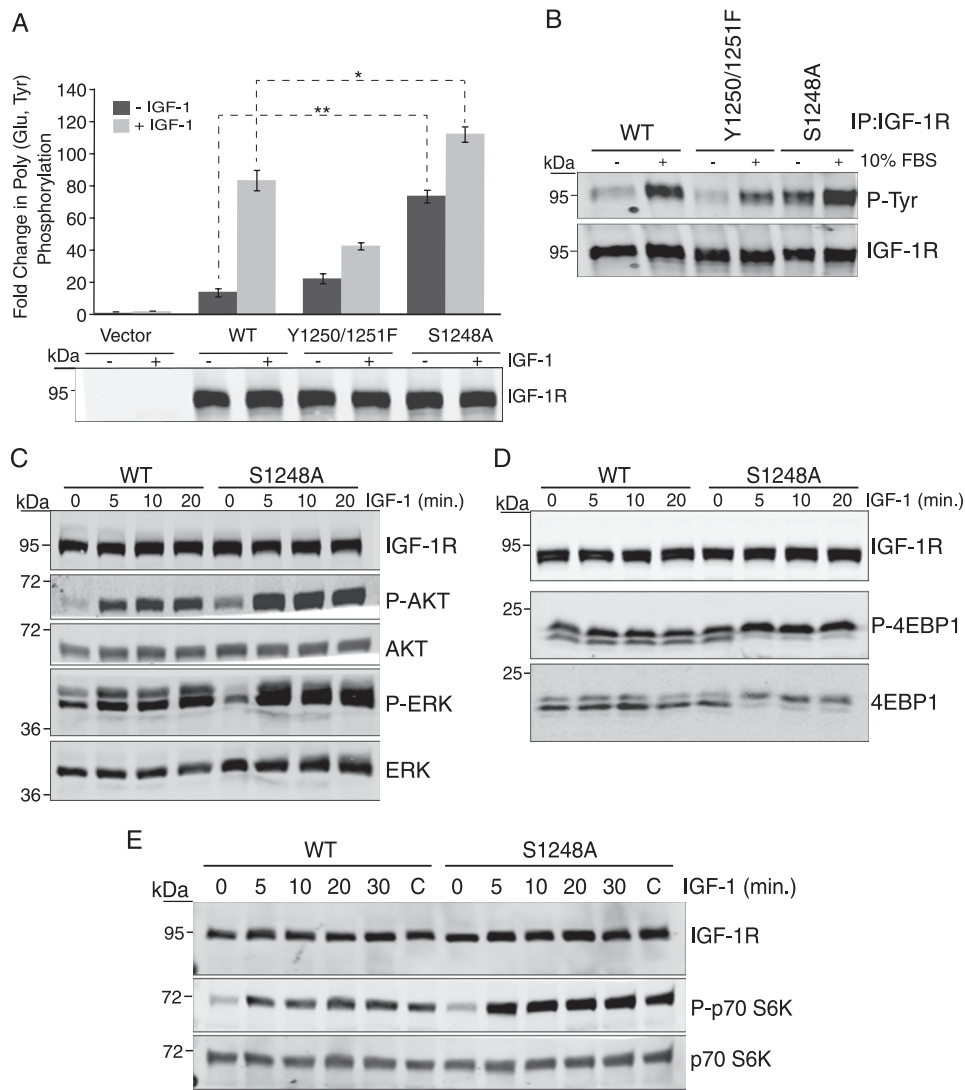 A
Fold Change in Poly (Glu, Tyr)
Phosphorylation
140
120
100
80
60
40
20
0
- IGF-1
+ IGF-1
*
**
Vector WT Y1250/1251F S1248A
kDa - + - + - + - + IGF-1
95 IGF-1R
B
WT Y1250/1251F S1248A IP:IGF-1R
kDa - + - + - + 10% FBS
95 P-Tyr
95 IGF-1R
C
WT S1248A
kDa 0 5 10 20 0 5 10 20 IGF-1 (min.)
95 IGF-1R
72 P-AKT
72 AKT
36 P-ERK
36 ERK
D
WT S1248A
kDa 0 5 10 20 0 5 10 20 IGF-1 (min.)
95 IGF-1R
25 P-4EBP1
25 4EBP1
E
WT S1248A
kDa 0 5 10 20 30 C 0 5 10 20 30 C IGF-1 (min.)
95 IGF-1R
72 P-p70 S6K
72 p70 S6K